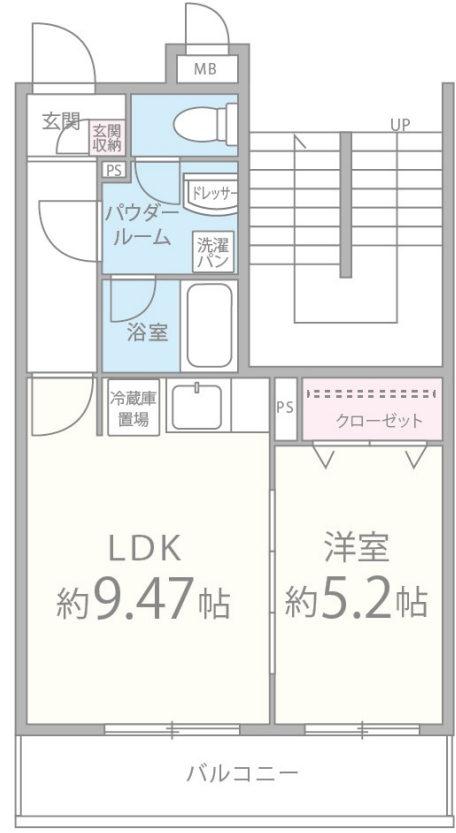 MB
UP
玄関
玄関
収納
PS
ドレッサー
パウダー
ルーム
洗濯
パン
浴室
冷蔵庫
置場
PS
クローゼット
LDK
約9.47帖
洋室
約5.2帖
バルコニー